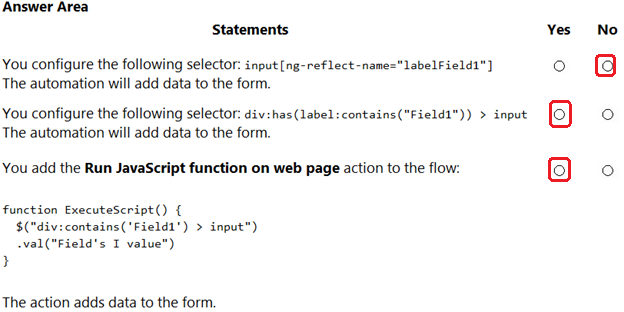 Answer Area
Statements Yes No
You configure the following selector: input[ng-reflect-name="labelField1"]
The automation will add data to the form.
You configure the following selector: div:has(label:contains("Field1")) > input
The automation will add data to the form.
You add the Run JavaScript function on web page action to the flow:
function ExecuteScript() {
$("div:contains('Field1') > input")
.val("Field's I value")
}
The action adds data to the form.